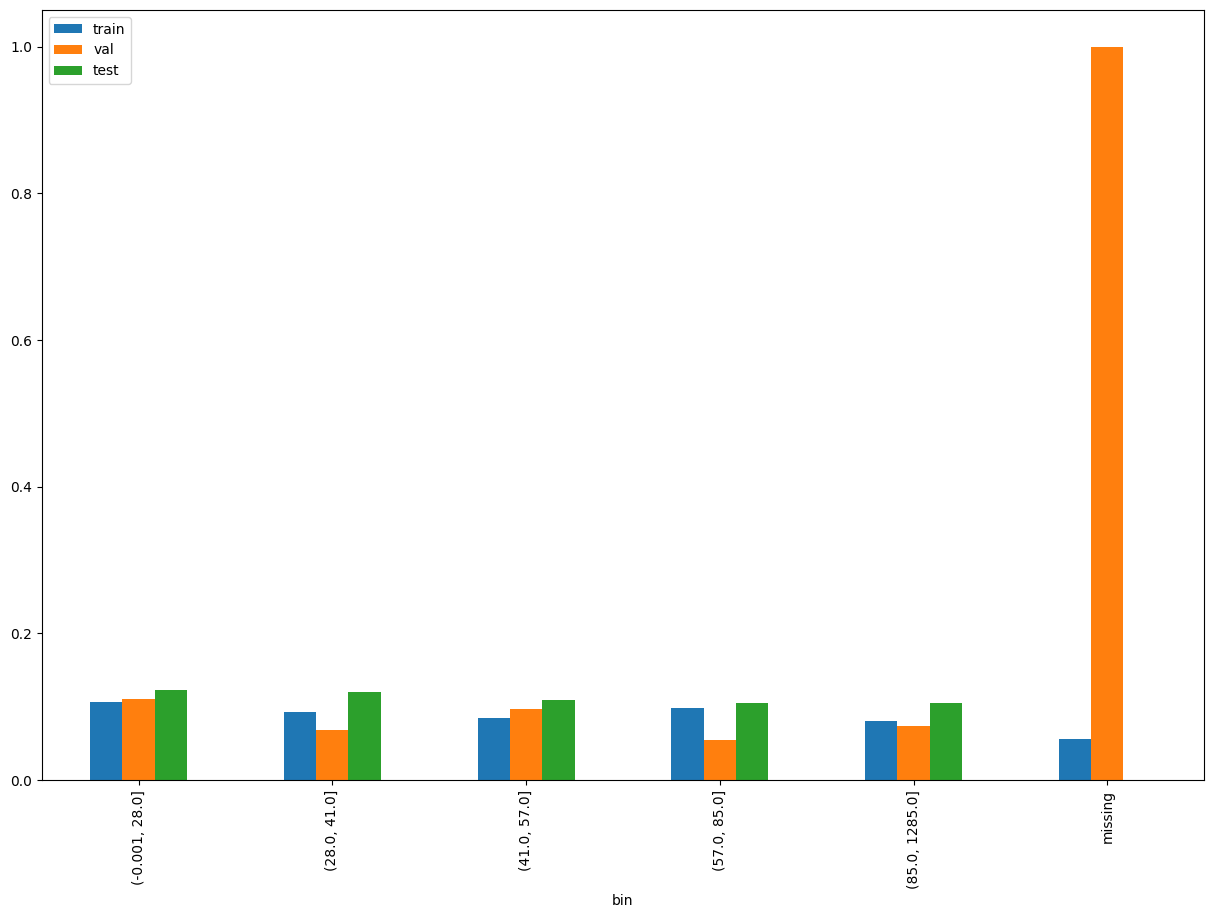 train
val
test
1.0
0.8
0.6
0.4
0.2
0.0
(-0.001, 28.0]
(28.0, 41.0]
(41.0, 57.0]
(57.0, 85.0]
(85.0, 1285.0]
missing
bin